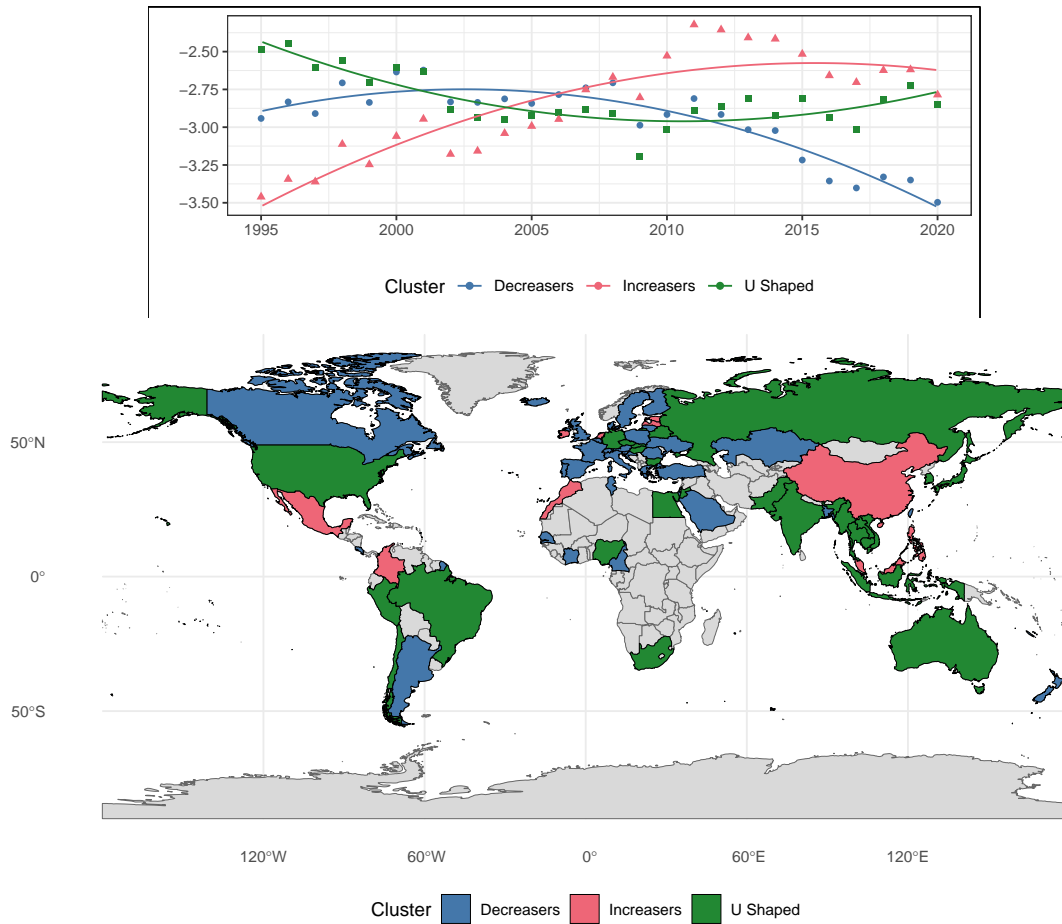 −2.50
−2.75
−3.00
−3.25
−3.50
1995 2000 2005 2010 2015 2020
Cluster Decreasers Increasers U Shaped
50°N
0°
50°S
120°W 60°W 0° 60°E 120°E
Cluster Decreasers Increasers U Shaped